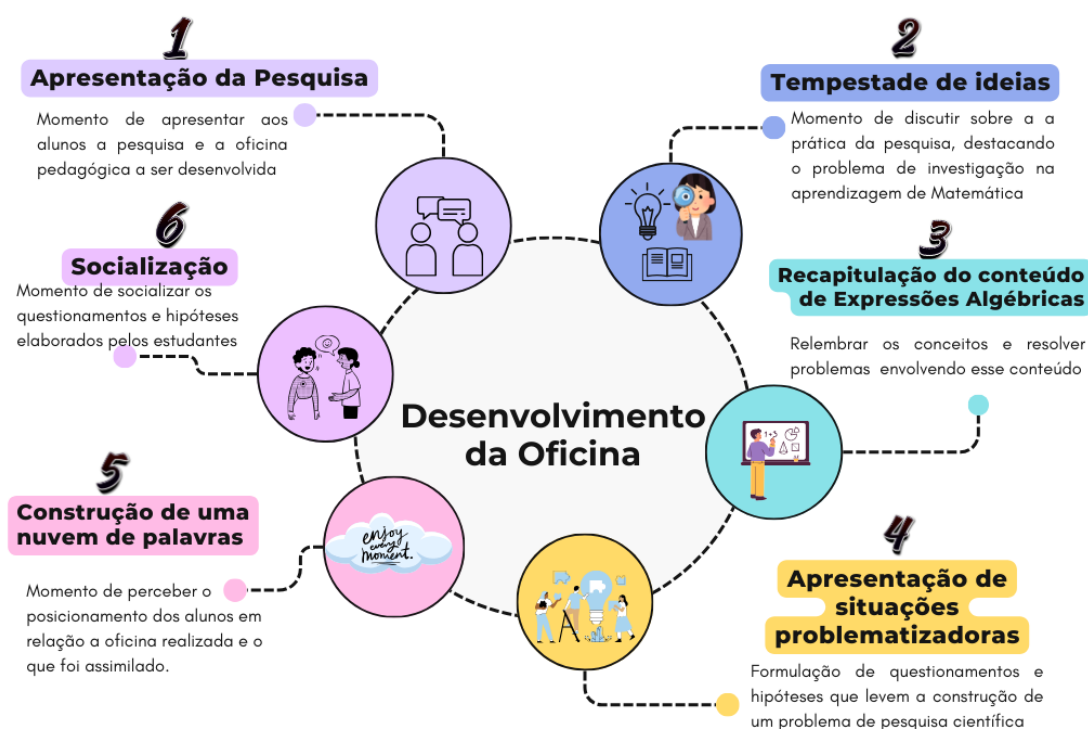 1
Apresentação da Pesquisa
Momento de apresentar aos
alunos a pesquisa e a oficina
pedagógica a ser desenvolvida
2
Tempestade de ideias
Momento de discutir sobre a a
prática da pesquisa, destacando
o problema de investigação na
aprendizagem de Matemática
3
Recapitulação do conteúdo
de Expressões Algébricas
Relembrar os conceitos e resolver
problemas envolvendo esse conteúdo
4
Apresentação de
situações
problematizadoras
Formulação de questionamentos e
hipóteses que levem a construção de
um problema de pesquisa científica
5
Construção de uma
nuvem de palavras
Momento de perceber o
posicionamento dos alunos em
relação a oficina realizada e o
que foi assimilado.
enjoy
every
moment.
6
Socialização
Momento de socializar os
questionamentos e hipóteses
elaborados pelos estudantes
Desenvolvimento
da Oficina